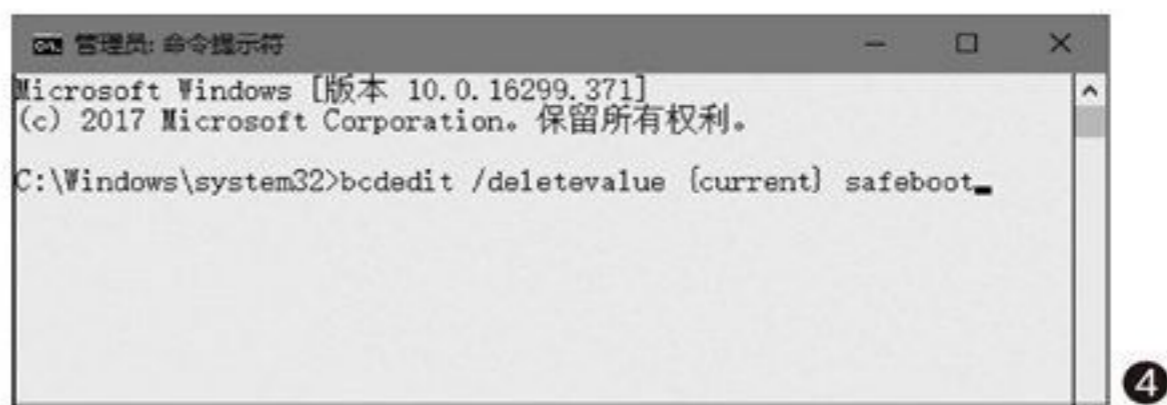 管理员: 命令提示符
Microsoft Windows [版本 10.0.16299.371]
(c) 2017 Microsoft Corporation。保留所有权利。
C:\Windows\system32>bcdedit /deletevalue {current} safeboot
4